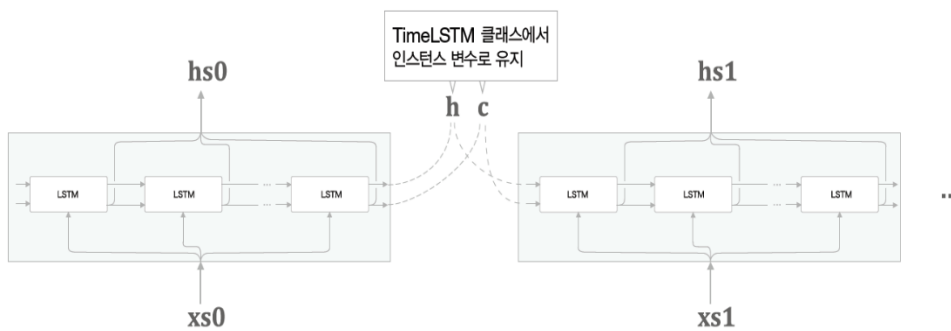 TimeLSTM 클래스에서
인스턴스 변수로 유지
hs0
hs1
h c
LSTM LSTM ... LSTM
LSTM LSTM ... LSTM
...
xs0
xs1